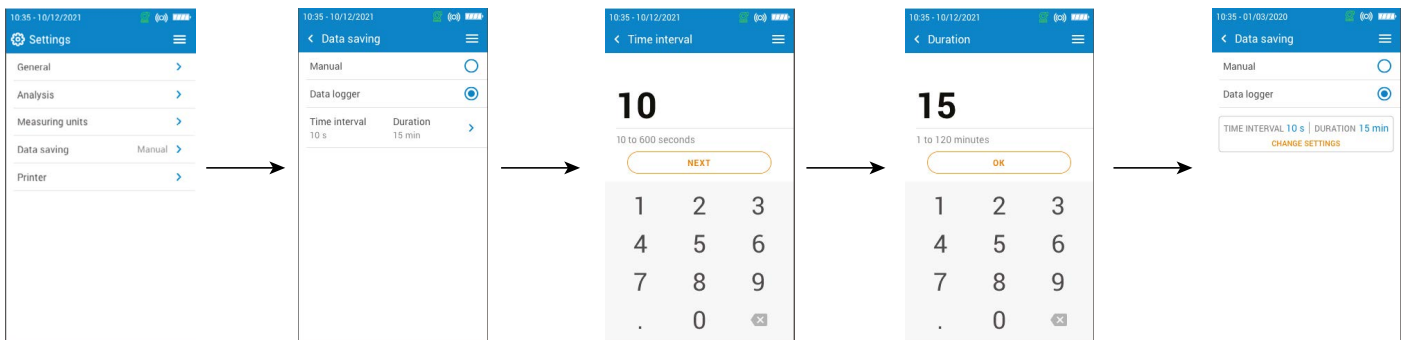 10:35 - 10/12/2021
Settings
General
Analysis
Measuring units
Data saving Manual
Printer
10:35 - 10/12/2021
Data saving
Manual
Data logger
Time interval Duration
10 s 15 min
10:35 - 10/12/2021
Time interval
10
10 to 600 seconds
NEXT
1 2 3
4 5 6
7 8 9
. 0
10:35 - 10/12/2021
Duration
15
1 to 120 minutes
OK
1 2 3
4 5 6
7 8 9
. 0
10:35 - 01/03/2020
Data saving
Manual
Data logger
TIME INTERVAL 10 s | DURATION 15 min
CHANGE SETTINGS